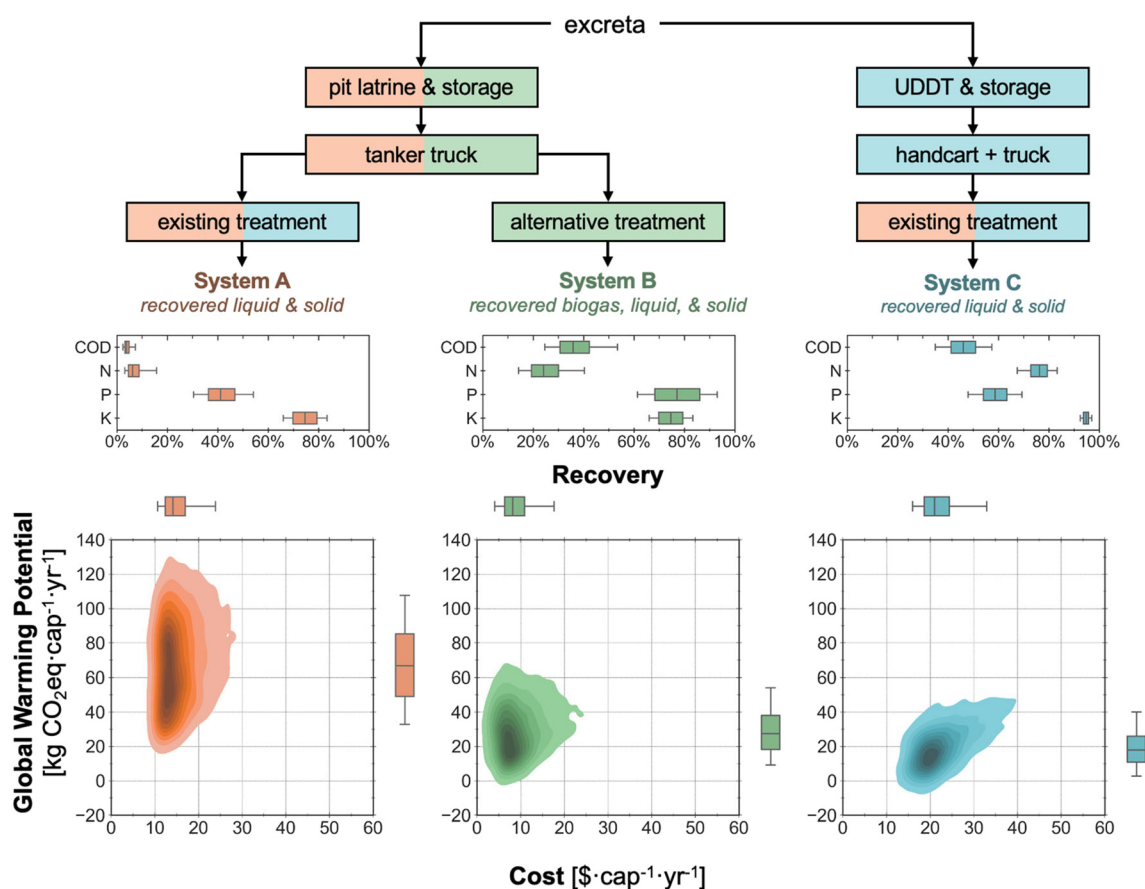 excreta
pit latrine & storage
UDDT & storage
tanker truck
handcart + truck
existing treatment
alternative treatment
existing treatment
System A
recovered liquid & solid
System B
recovered biogas, liquid, & solid
System C
recovered liquid & solid
COD
N
P
K
0% 20% 40% 60% 80% 100%
COD
N
P
K
0% 20% 40% 60% 80% 100%
COD
N
P
K
0% 20% 40% 60% 80% 100%
Recovery
Global Warming Potential
[kg CO₂eq·cap⁻¹·yr⁻¹]
140
120
100
80
60
40
20
0
−20
0 10 20 30 40 50 60
140
120
100
80
60
40
20
0
−20
0 10 20 30 40 50 60
140
120
100
80
60
40
20
0
−20
0 10 20 30 40 50 60
Cost [$·cap⁻¹·yr⁻¹]